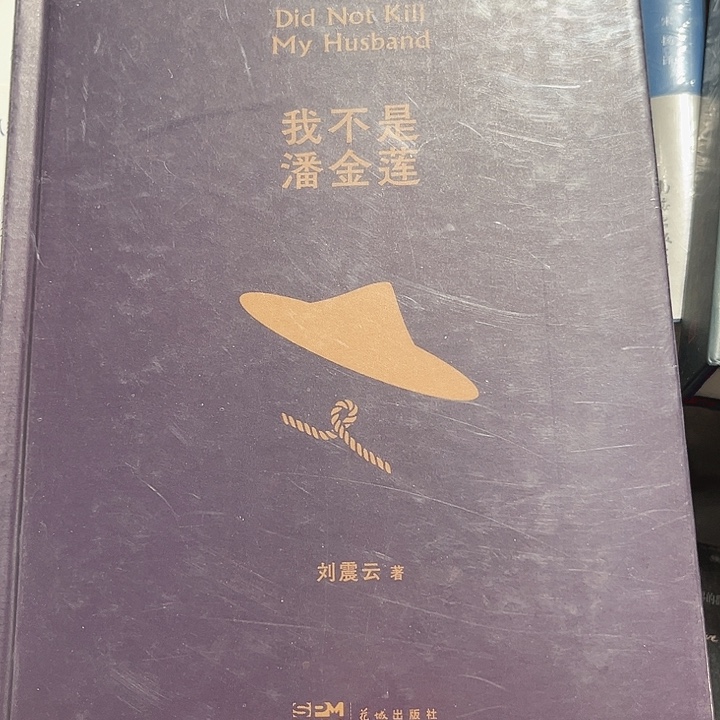 Did Not Kill
My Husband
我不是
潘金莲
刘震云 著
SPM 花城出版社